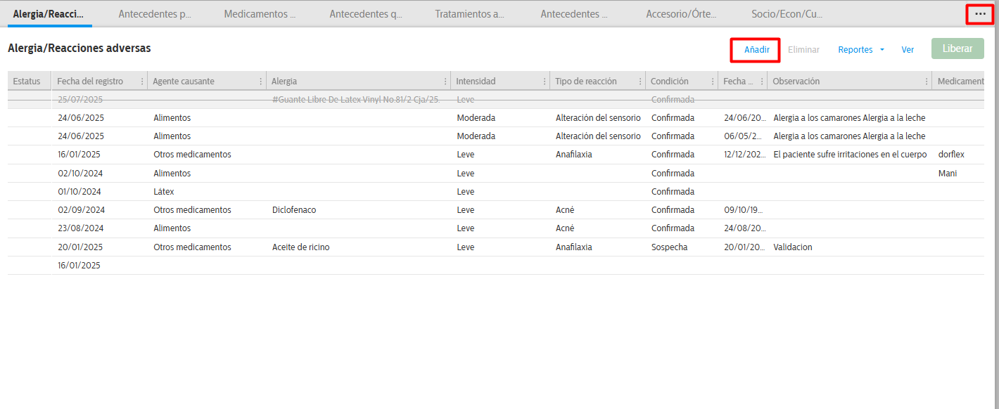 Alergia/Reacci... Antecedentes p... Medicamentos ... Antecedentes q... Tratamientos a... Antecedentes ... Accesorio/Órte... Socio/Econ/Cu... ...
Alergia/Reacciones adversas Añadir Eliminar Reportes Ver Liberar
Estatus Fecha del registro Agente causante Alergia Intensidad Tipo de reacción Condición Fecha ... Observación Medicament
25/07/2025 #Guante Libre De Latex Vinyl No.81/2 Cja/25. Leve Confirmada
24/06/2025 Alimentos Moderada Alteración del sensorio Confirmada 24/06/20... Alergia a los camarones Alergia a la leche
24/06/2025 Alimentos Moderada Alteración del sensorio Confirmada 06/05/2... Alergia a los camarones Alergia a la leche
16/01/2025 Otros medicamentos Leve Anafilaxia Confirmada 12/12/202... El paciente sufre irritaciones en el cuerpo dorflex
02/10/2024 Alimentos Leve Confirmada Mani
01/10/2024 Látex Leve Confirmada
02/09/2024 Otros medicamentos Diclofenaco Leve Acné Confirmada 09/10/19...
23/08/2024 Alimentos Leve Acné Confirmada 24/08/20...
20/01/2025 Otros medicamentos Aceite de ricino Leve Anafilaxia Sospecha 20/01/20... Validacion
16/01/2025